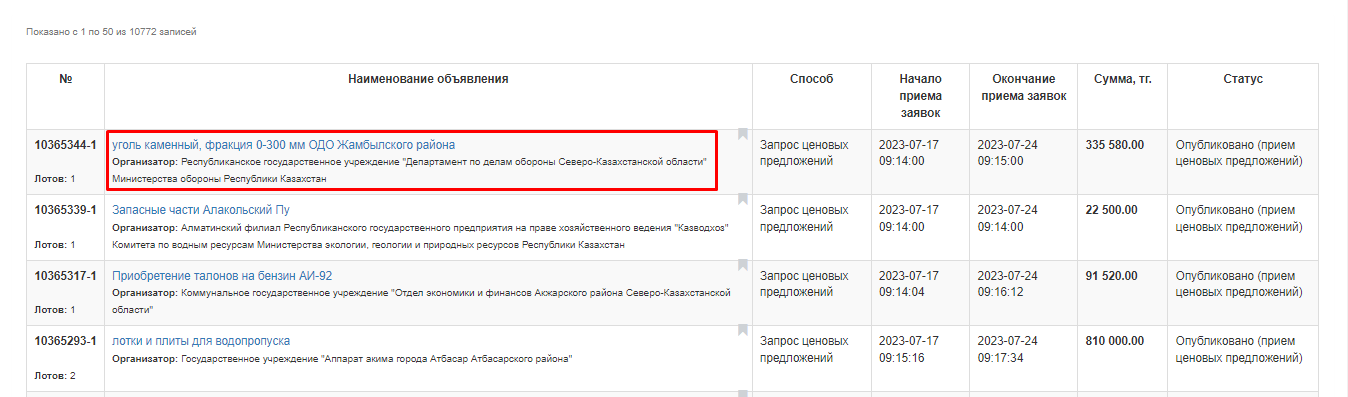 Показано с 1 по 50 из 10772 записей
№ Наименование объявления Способ Начало приема заявок Окончание приема заявок Сумма, тг. Статус
10365344-1 уголь каменный, фракция 0-300 мм ОДО Жамбылского района Запрос ценовых предложений 2023-07-17 09:14:00 2023-07-24 09:15:00 335 580.00 Опубликовано (прием ценовых предложений)
Организатор: Республиканское государственное учреждение "Департамент по делам обороны Северо-Казахстанской области"
Лотов: 1 Министерства обороны Республики Казахстан
10365339-1 Запасные части Алакольский Пу Запрос ценовых предложений 2023-07-17 09:14:00 2023-07-24 09:14:00 22 500.00 Опубликовано (прием ценовых предложений)
Организатор: Алматинский филиал Республиканского государственного предприятия на праве хозяйственного ведения "Казводхоз"
Лотов: 1 Комитета по водным ресурсам Министерства экологии, геологии и природных ресурсов Республики Казахстан
10365317-1 Приобретение талонов на бензин АИ-92 Запрос ценовых предложений 2023-07-17 09:14:04 2023-07-24 09:16:12 91 520.00 Опубликовано (прием ценовых предложений)
Организатор: Коммунальное государственное учреждение "Отдел экономики и финансов Акжарского района Северо-Казахстанской
Лотов: 1 области"
10365293-1 лотки и плиты для водопропуска Запрос ценовых предложений 2023-07-17 09:15:16 2023-07-24 09:17:34 810 000.00 Опубликовано (прием ценовых предложений)
Организатор: Государственное учреждение "Аппарат акима города Атбасар Атбасарского района"
Лотов: 2